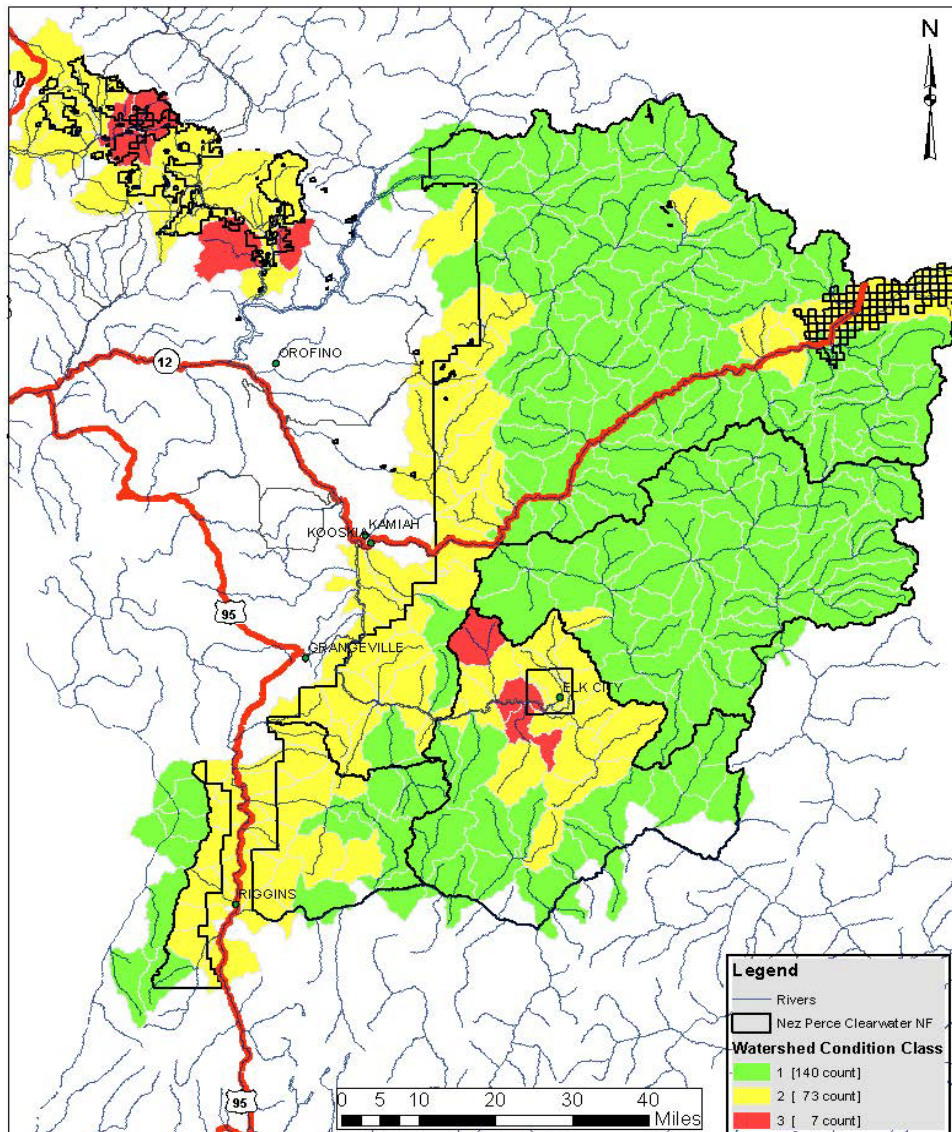 N
12
OROFINO
KAMIAH
KOOSKIA
95
GRANGEVILLE
ELK CITY
RIGGINS
95
Legend
Rivers
Nez Perce Clearwater NF
Watershed Condition Class
1 [140 count]
2 [ 73 count]
3 [ 7 count]
0 5 10 20 30 40
Miles